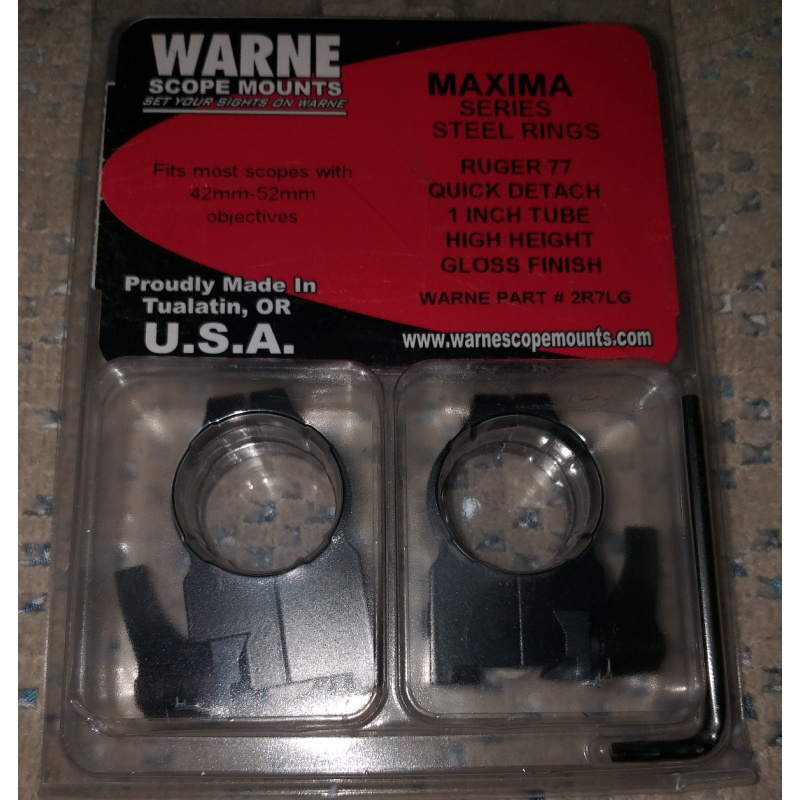 WARNE
SCOPE MOUNTS
SET YOUR SIGHTS ON WARNE
MAXIMA
SERIES
STEEL RINGS
Fits most scopes with
42mm-52mm
objectives
RUGER 77
QUICK DETACH
1 INCH TUBE
HIGH HEIGHT
GLOSS FINISH
WARNE PART # 2R7LG
Proudly Made In
Tualatin, OR
U.S.A.
www.warnescopemounts.com